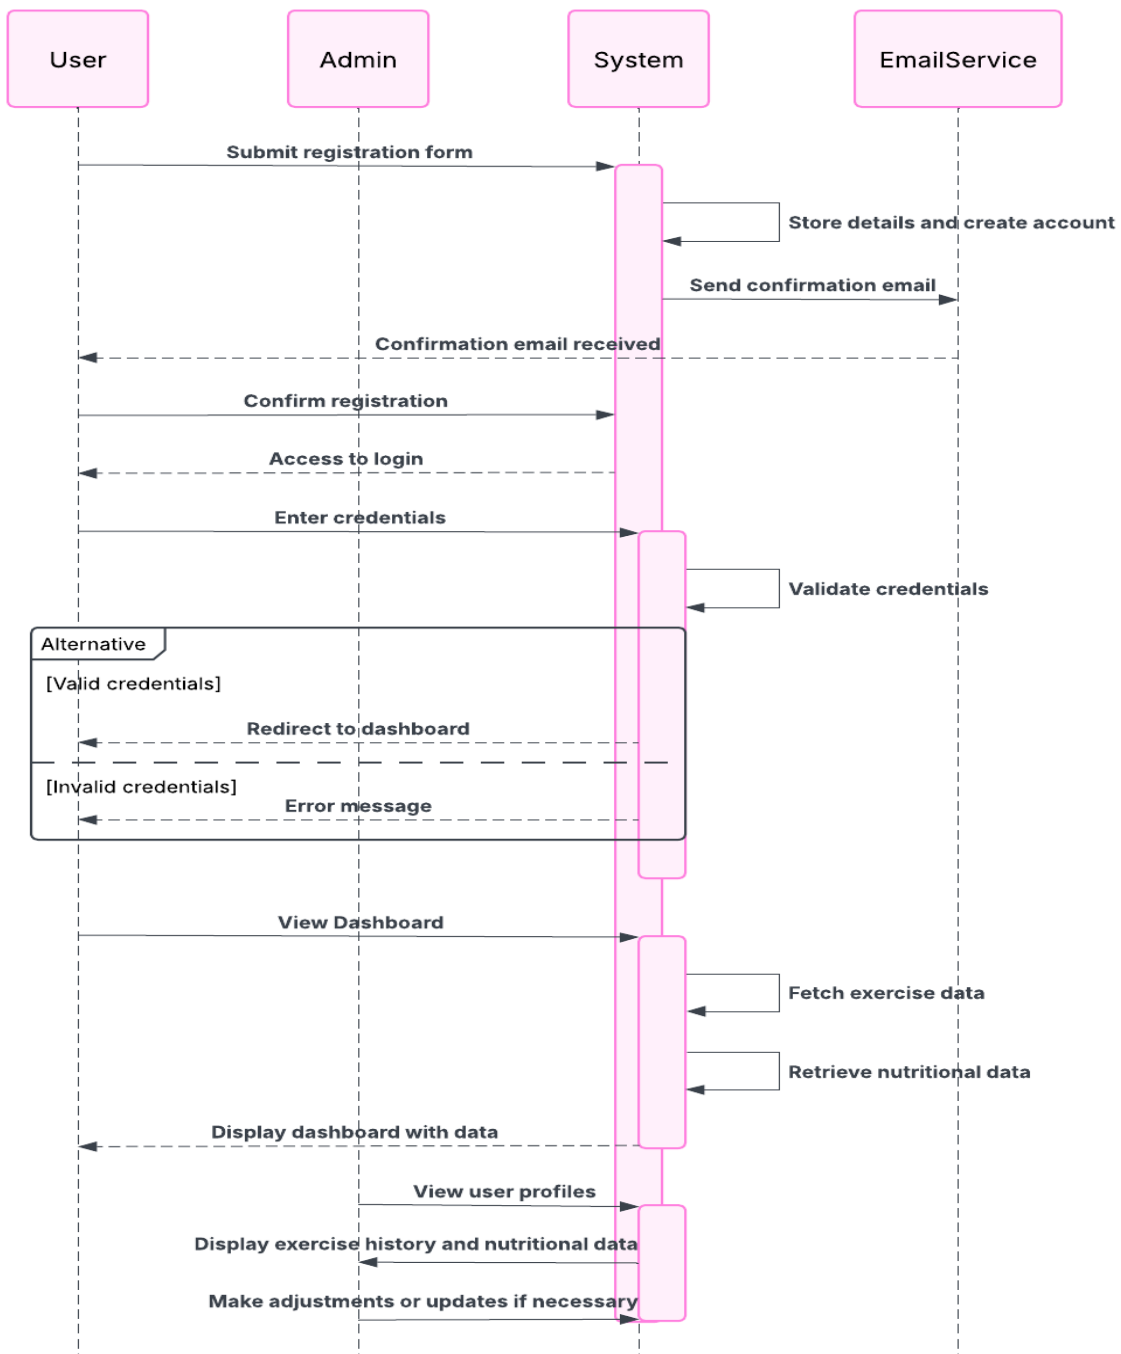 User
Admin
System
EmailService
Submit registration form
Store details and create account
Send confirmation email
Confirmation email received
Confirm registration
Access to login
Enter credentials
Validate credentials
Alternative
[Valid credentials]
Redirect to dashboard
[Invalid credentials]
Error message
View Dashboard
Fetch exercise data
Retrieve nutritional data
Display dashboard with data
View user profiles
Display exercise history and nutritional data
Make adjustments or updates if necessary